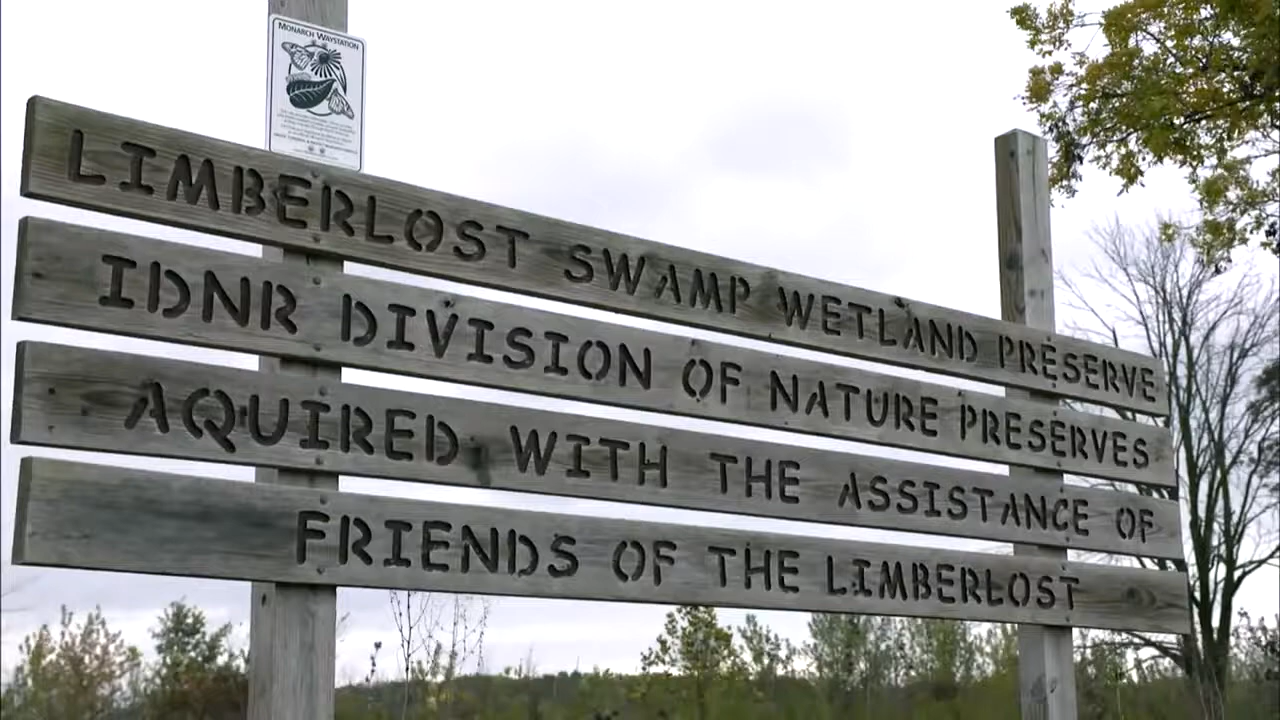 MONARCH WAYSTATION
LIMBERLOST SWAMP WETLAND PRESERVE
IDNR DIVISION OF NATURE PRESERVES
AQUIRED WITH THE ASSISTANCE OF
FRIENDS OF THE LIMBERLOST